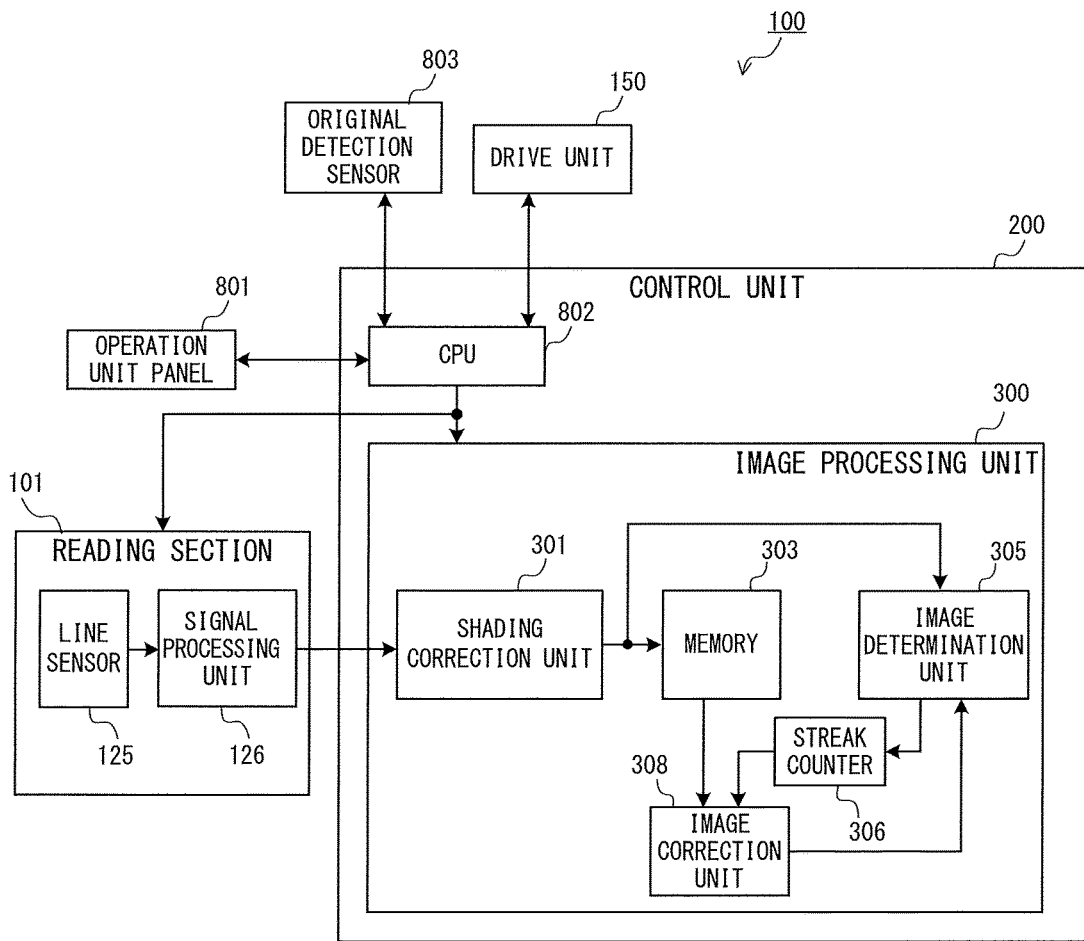 100
803
150
ORIGINAL
DETECTION
SENSOR
DRIVE UNIT
200
CONTROL UNIT
801
802
OPERATION
UNIT PANEL
CPU
300
IMAGE PROCESSING UNIT
101
READING SECTION
301
303
305
LINE
SENSOR
SIGNAL
PROCESSING
UNIT
SHADING
CORRECTION UNIT
MEMORY
IMAGE
DETERMINATION
UNIT
125
126
STREAK
COUNTER
308
306
IMAGE
CORRECTION
UNIT